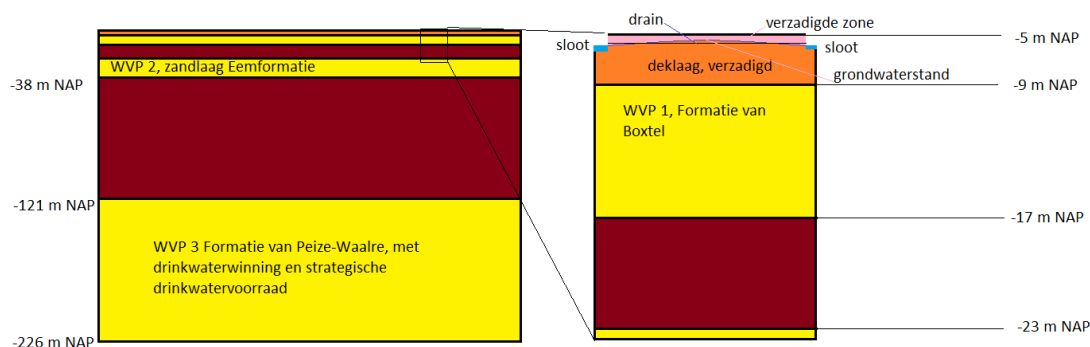 WVP 2, zandlaag Eemformatie
-38 m NAP
-121 m NAP
WVP 3 Formatie van Peize-Waalre, met
drinkwaterwinning en strategische
drinkwatervoorraad
-226 m NAP
drain
verzadigde zone
-5 m NAP
sloot
sloot
deklaag, verzadigd
grondwaterstand
-9 m NAP
WVP 1, Formatie van
Boxtel
-17 m NAP
-23 m NAP